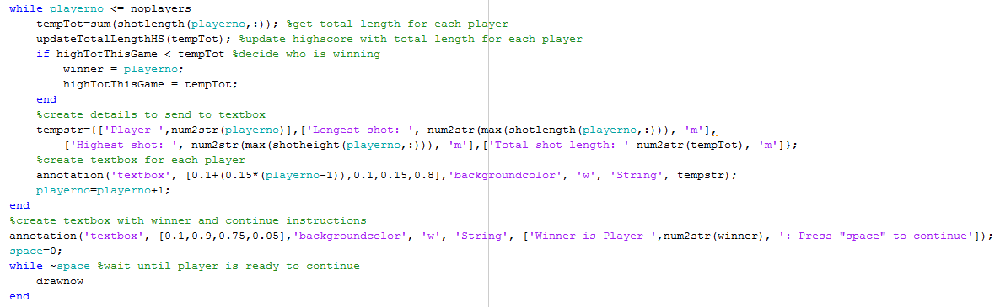 while playerno <= noplayers
    tempTot=sum(shotlength(playerno,:)); %get total length for each player
    updateTotalLengthHS(tempTot); %update highscore with total length for each player
    if highTotThisGame < tempTot %decide who is winning
        winner = playerno;
        highTotThisGame = tempTot;
    end
    %create details to send to textbox
    tempstr={['Player ',num2str(playerno)],['Longest shot: ', num2str(max(shotlength(playerno,:))), 'm'],
        ['Highest shot: ', num2str(max(shotheight(playerno,:))), 'm'],['Total shot length: ' num2str(tempTot), 'm']};
    %create textbox for each player
    annotation('textbox', [0.1+(0.15*(playerno-1)),0.1,0.15,0.8],'backgroundcolor', 'w', 'String', tempstr);
    playerno=playerno+1;
end
%create textbox with winner and continue instructions
annotation('textbox', [0.1,0.9,0.75,0.05],'backgroundcolor', 'w', 'String', ['Winner is Player ',num2str(winner), ': Press "space" to continue']);
space=0;
while ~space %wait until player is ready to continue
    drawnow
end